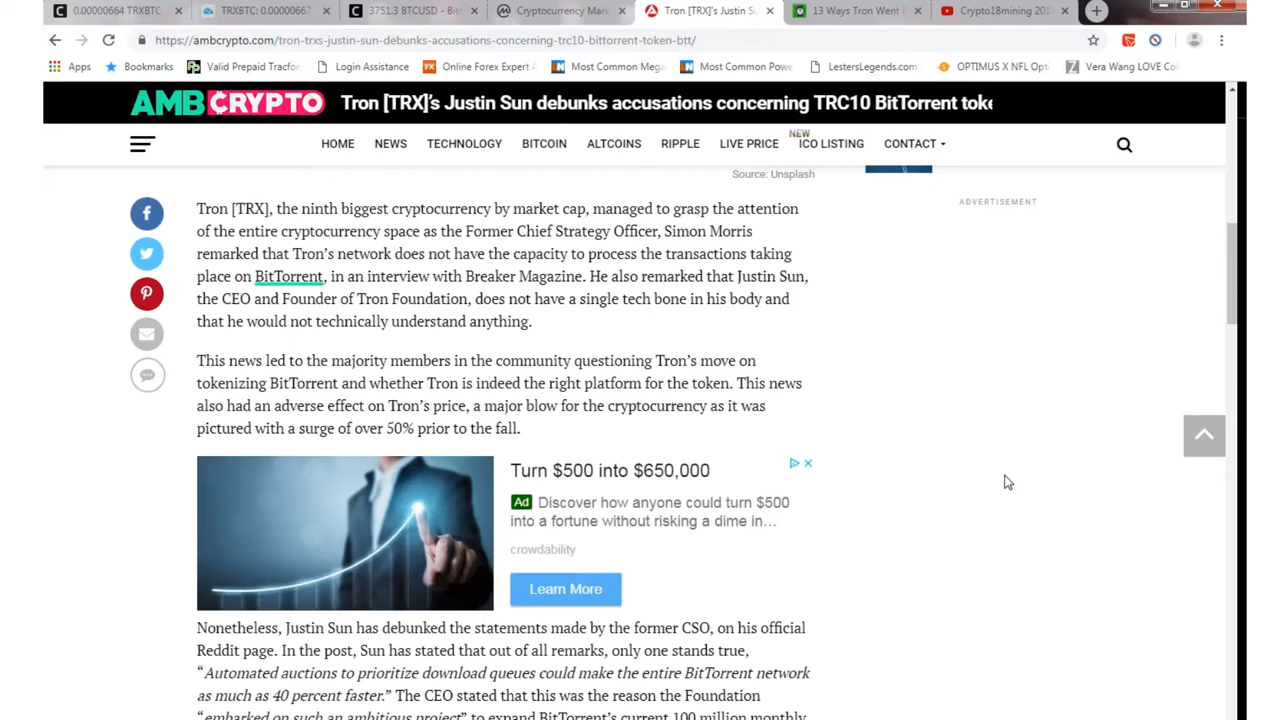 0.00000664 TRXBTC
TRXBTC: 0.00000667
3751.3 BTCUSD - Bits
Cryptocurrency Mark
Tron [TRX]'s Justin Su
13 Ways Tron Went F
Crypto18mining 201
https://ambcrypto.com/tron-trxs-justin-sun-debunks-accusations-concerning-trc10-bittorrent-token-btt/
Apps
Bookmarks
Valid Prepaid Tracfor
Login Assistance
FX Online Forex Expert A
N Most Common Mega
N Most Common Powe
LestersLegends.com
OPTIMUS X NFL Opti
Z Vera Wang LOVE Co
AMBCRYPTO
Tron [TRX]'s Justin Sun debunks accusations concerning TRC10 BitTorrent toke
HOME
NEWS
TECHNOLOGY
BITCOIN
ALTCOINS
RIPPLE
LIVE PRICE
NEW
ICO LISTING
CONTACT
Source: Unsplash
ADVERTISEMENT
Tron [TRX], the ninth biggest cryptocurrency by market cap, managed to grasp the attention
of the entire cryptocurrency space as the Former Chief Strategy Officer, Simon Morris
remarked that Tron's network does not have the capacity to process the transactions taking
place on BitTorrent, in an interview with Breaker Magazine. He also remarked that Justin Sun,
the CEO and Founder of Tron Foundation, does not have a single tech bone in his body and
that he would not technically understand anything.
This news led to the majority members in the community questioning Tron's move on
tokenizing BitTorrent and whether Tron is indeed the right platform for the token. This news
also had an adverse effect on Tron's price, a major blow for the cryptocurrency as it was
pictured with a surge of over 50% prior to the fall.
Turn $500 into $650,000
Ad Discover how anyone could turn $500
into a fortune without risking a dime in...
crowdability
Learn More
Nonetheless, Justin Sun has debunked the statements made by the former CSO, on his official
Reddit page. In the post, Sun has stated that out of all remarks, only one stands true,
“Automated auctions to prioritize download queues could make the entire BitTorrent network
as much as 40 percent faster.” The CEO stated that this was the reason the Foundation
“embarked on such an ambitious project” to expand BitTorrent's current 100 million monthly